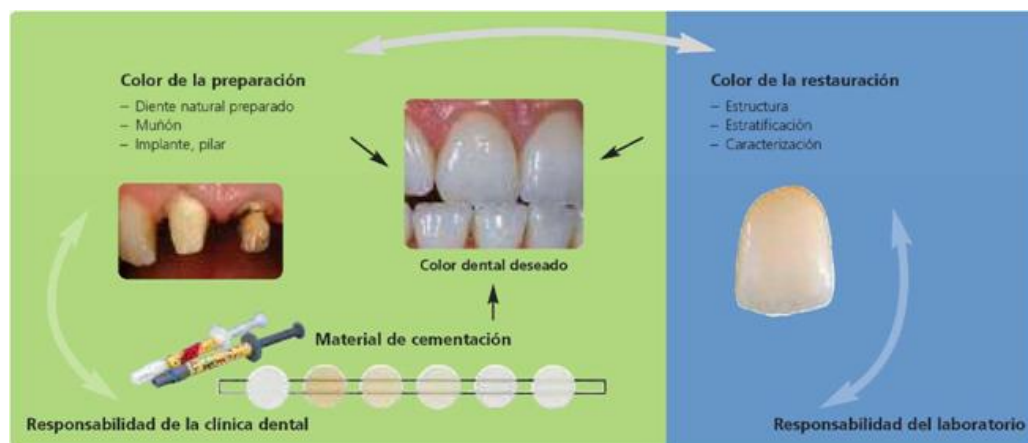 Color de la preparación
– Diente natural preparado
– Muñón
– Implante, pilar
Color de la restauración
– Estructura
– Estratificación
– Caracterización
Color dental deseado
Material de cementación
Responsabilidad de la clínica dental
Responsabilidad del laboratorio